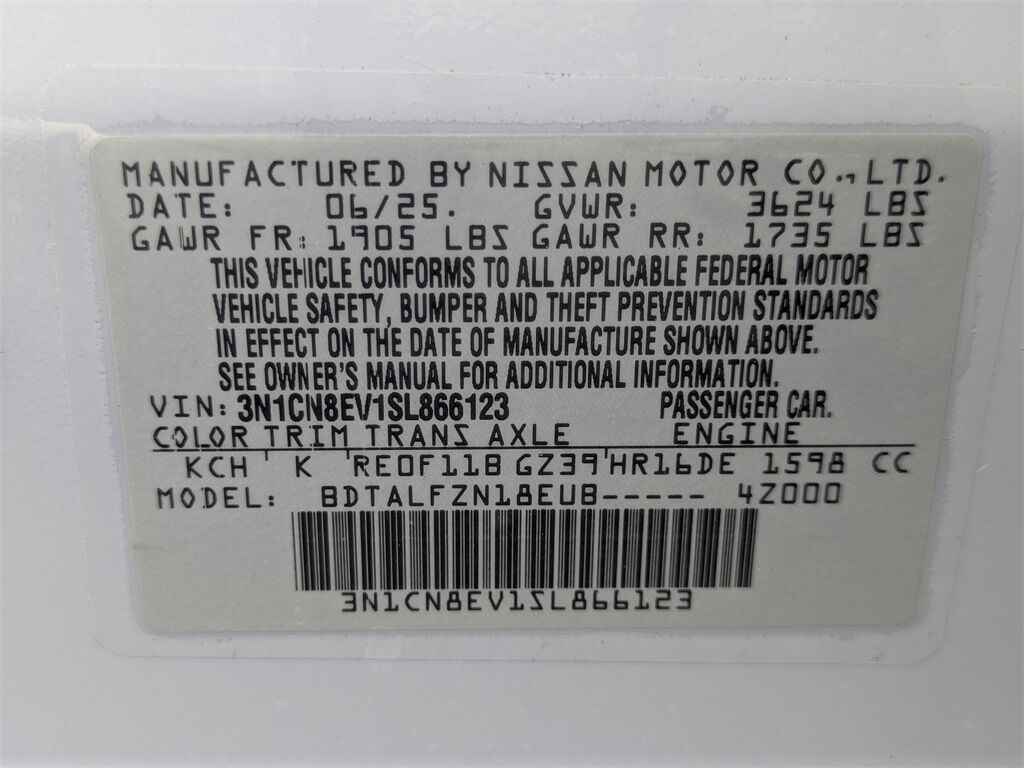 MANUFACTURED BY NISSAN MOTOR CO., LTD.
DATE: 06/25. GVWR: 3624 LBS
GAWR FR: 1905 LBS GAWR RR: 1735 LBS
THIS VEHICLE CONFORMS TO ALL APPLICABLE FEDERAL MOTOR
VEHICLE SAFETY, BUMPER AND THEFT PREVENTION STANDARDS
IN EFFECT ON THE DATE OF MANUFACTURE SHOWN ABOVE.
SEE OWNER'S MANUAL FOR ADDITIONAL INFORMATION.
VIN: 3N1CN8EV1SL866123 PASSENGER CAR.
COLOR TRIM TRANS AXLE ENGINE
KCH K RE0F11B GZ39 HR16DE 1598 CC
MODEL: BDTALFZN18EUB----- 4Z000
3N1CN8EV1SL866123